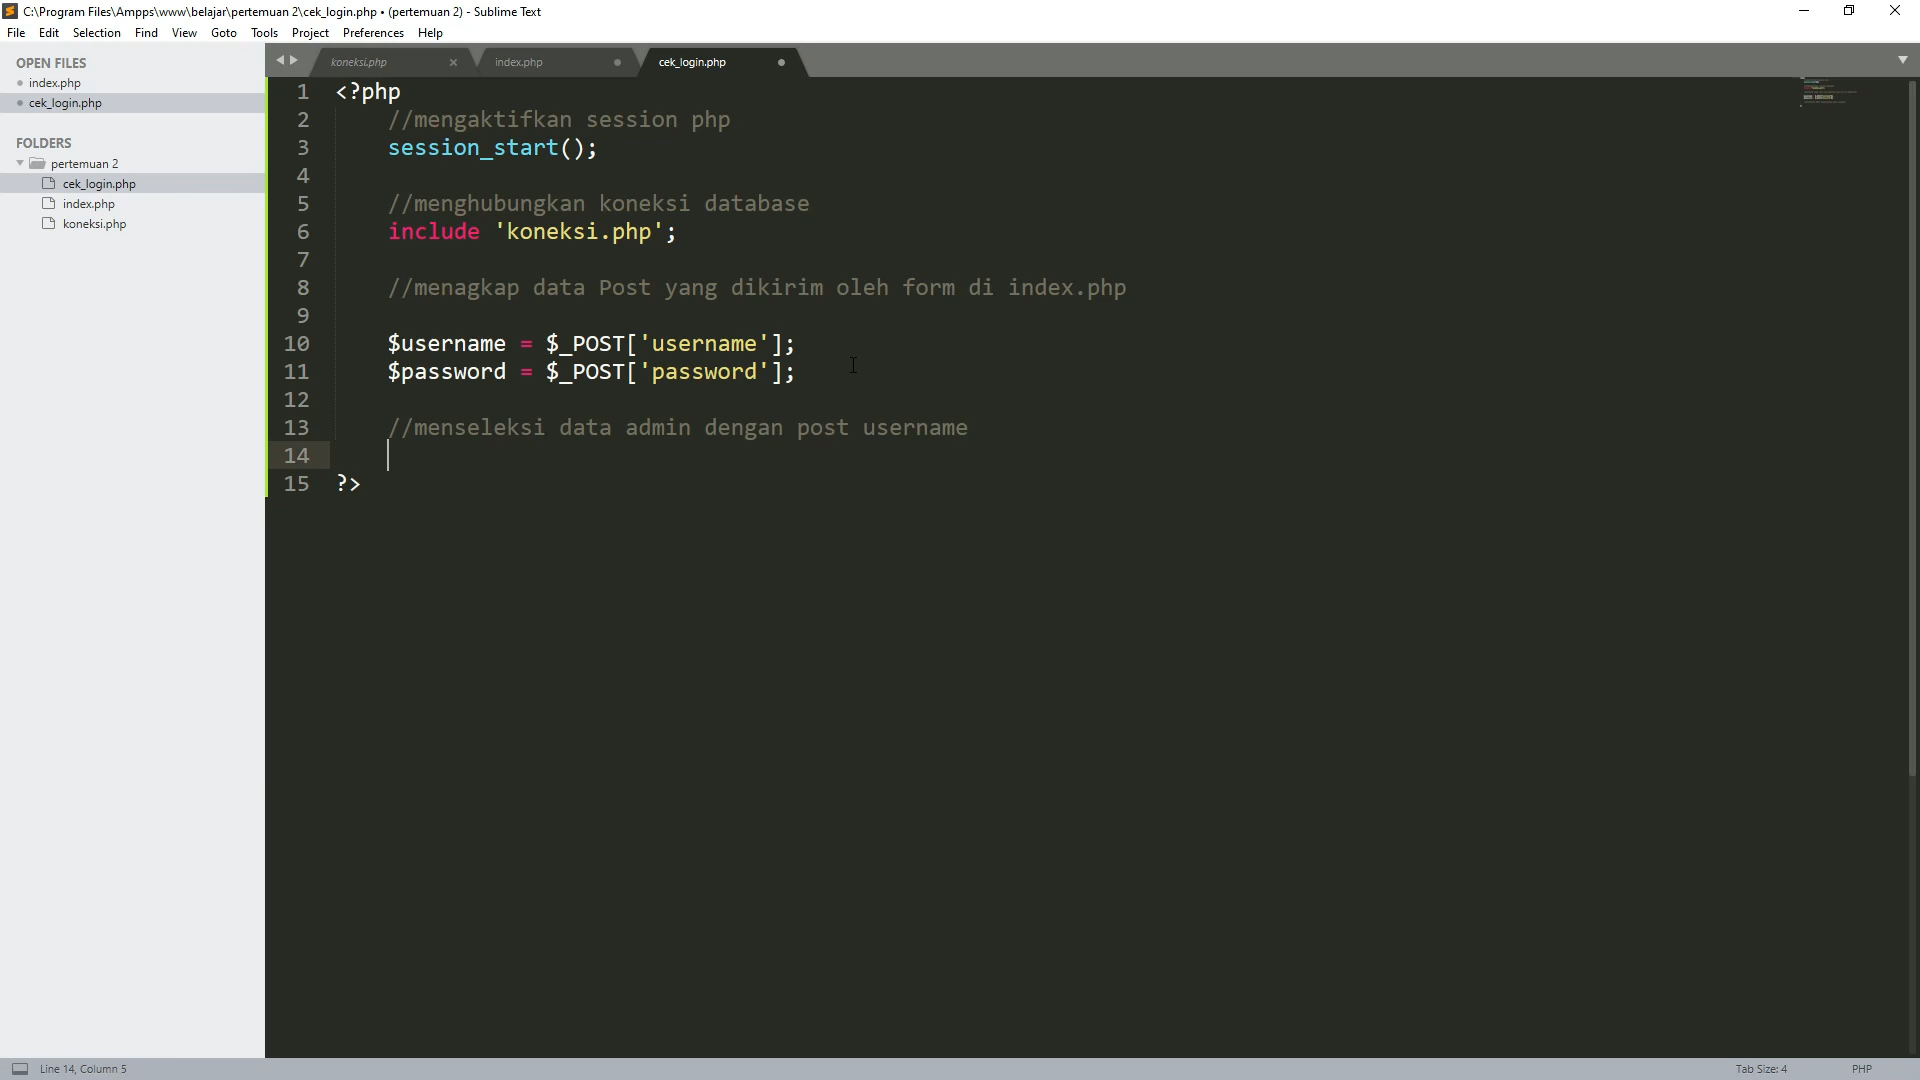 C:\Program Files\Ampps\www\belajar\pertemuan 2\cek_login.php • (pertemuan 2) - Sublime Text
File Edit Selection Find View Goto Tools Project Preferences Help
OPEN FILES
index.php
cek_login.php
FOLDERS
pertemuan 2
cek_login.php
index.php
koneksi.php
koneksi.php index.php cek_login.php
1 <?php
2 //mengaktifkan session php
3 session_start();
4
5 //menghubungkan koneksi database
6 include 'koneksi.php';
7
8 //menagkap data Post yang dikirim oleh form di index.php
9
10 $username = $_POST['username'];
11 $password = $_POST['password'];
12
13 //menseleksi data admin dengan post username
14
15 ?>
Line 14, Column 5
Tab Size: 4
PHP